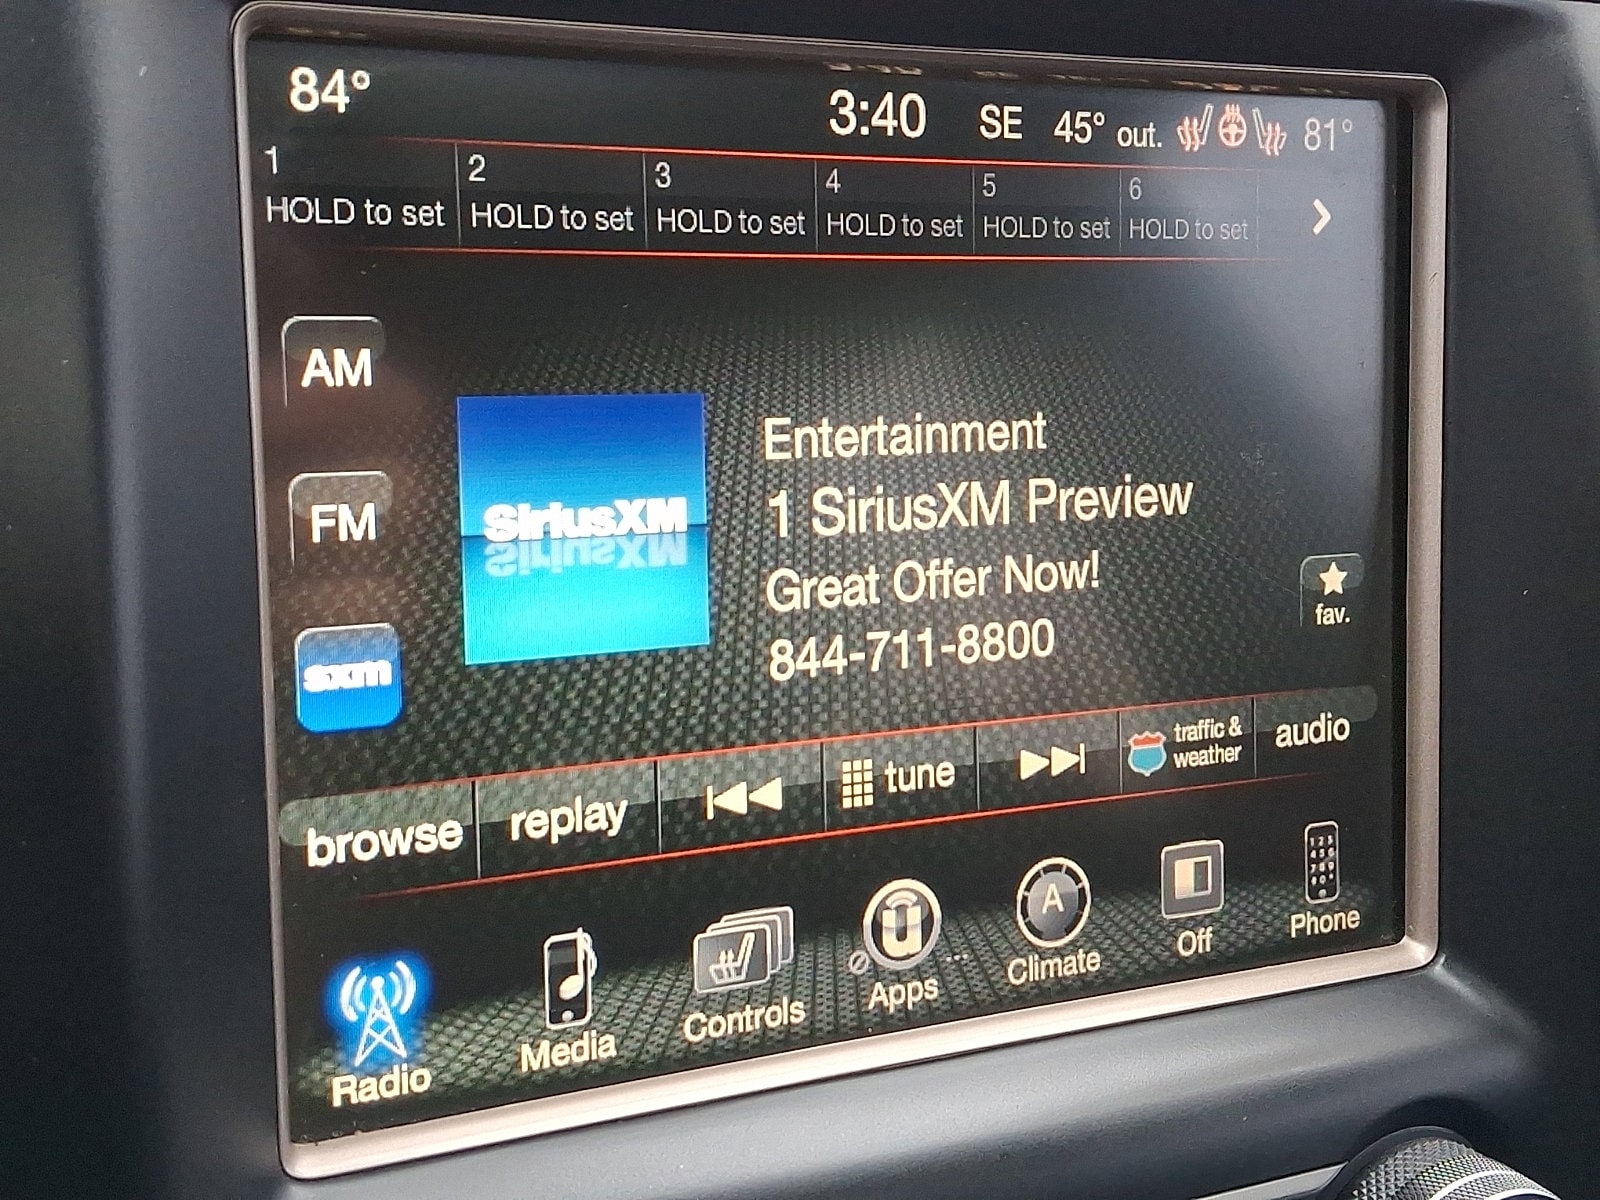 84°
3:40 SE 45° out. 81°
1 2 3 4 5 6
HOLD to set HOLD to set HOLD to set HOLD to set HOLD to set HOLD to set
AM
FM
sxm
SiriusXM
Entertainment
1 SiriusXM Preview
Great Offer Now!
844-711-8800
fav.
browse replay tune traffic & weather audio
Radio Media Controls Apps Climate Off Phone
A
u